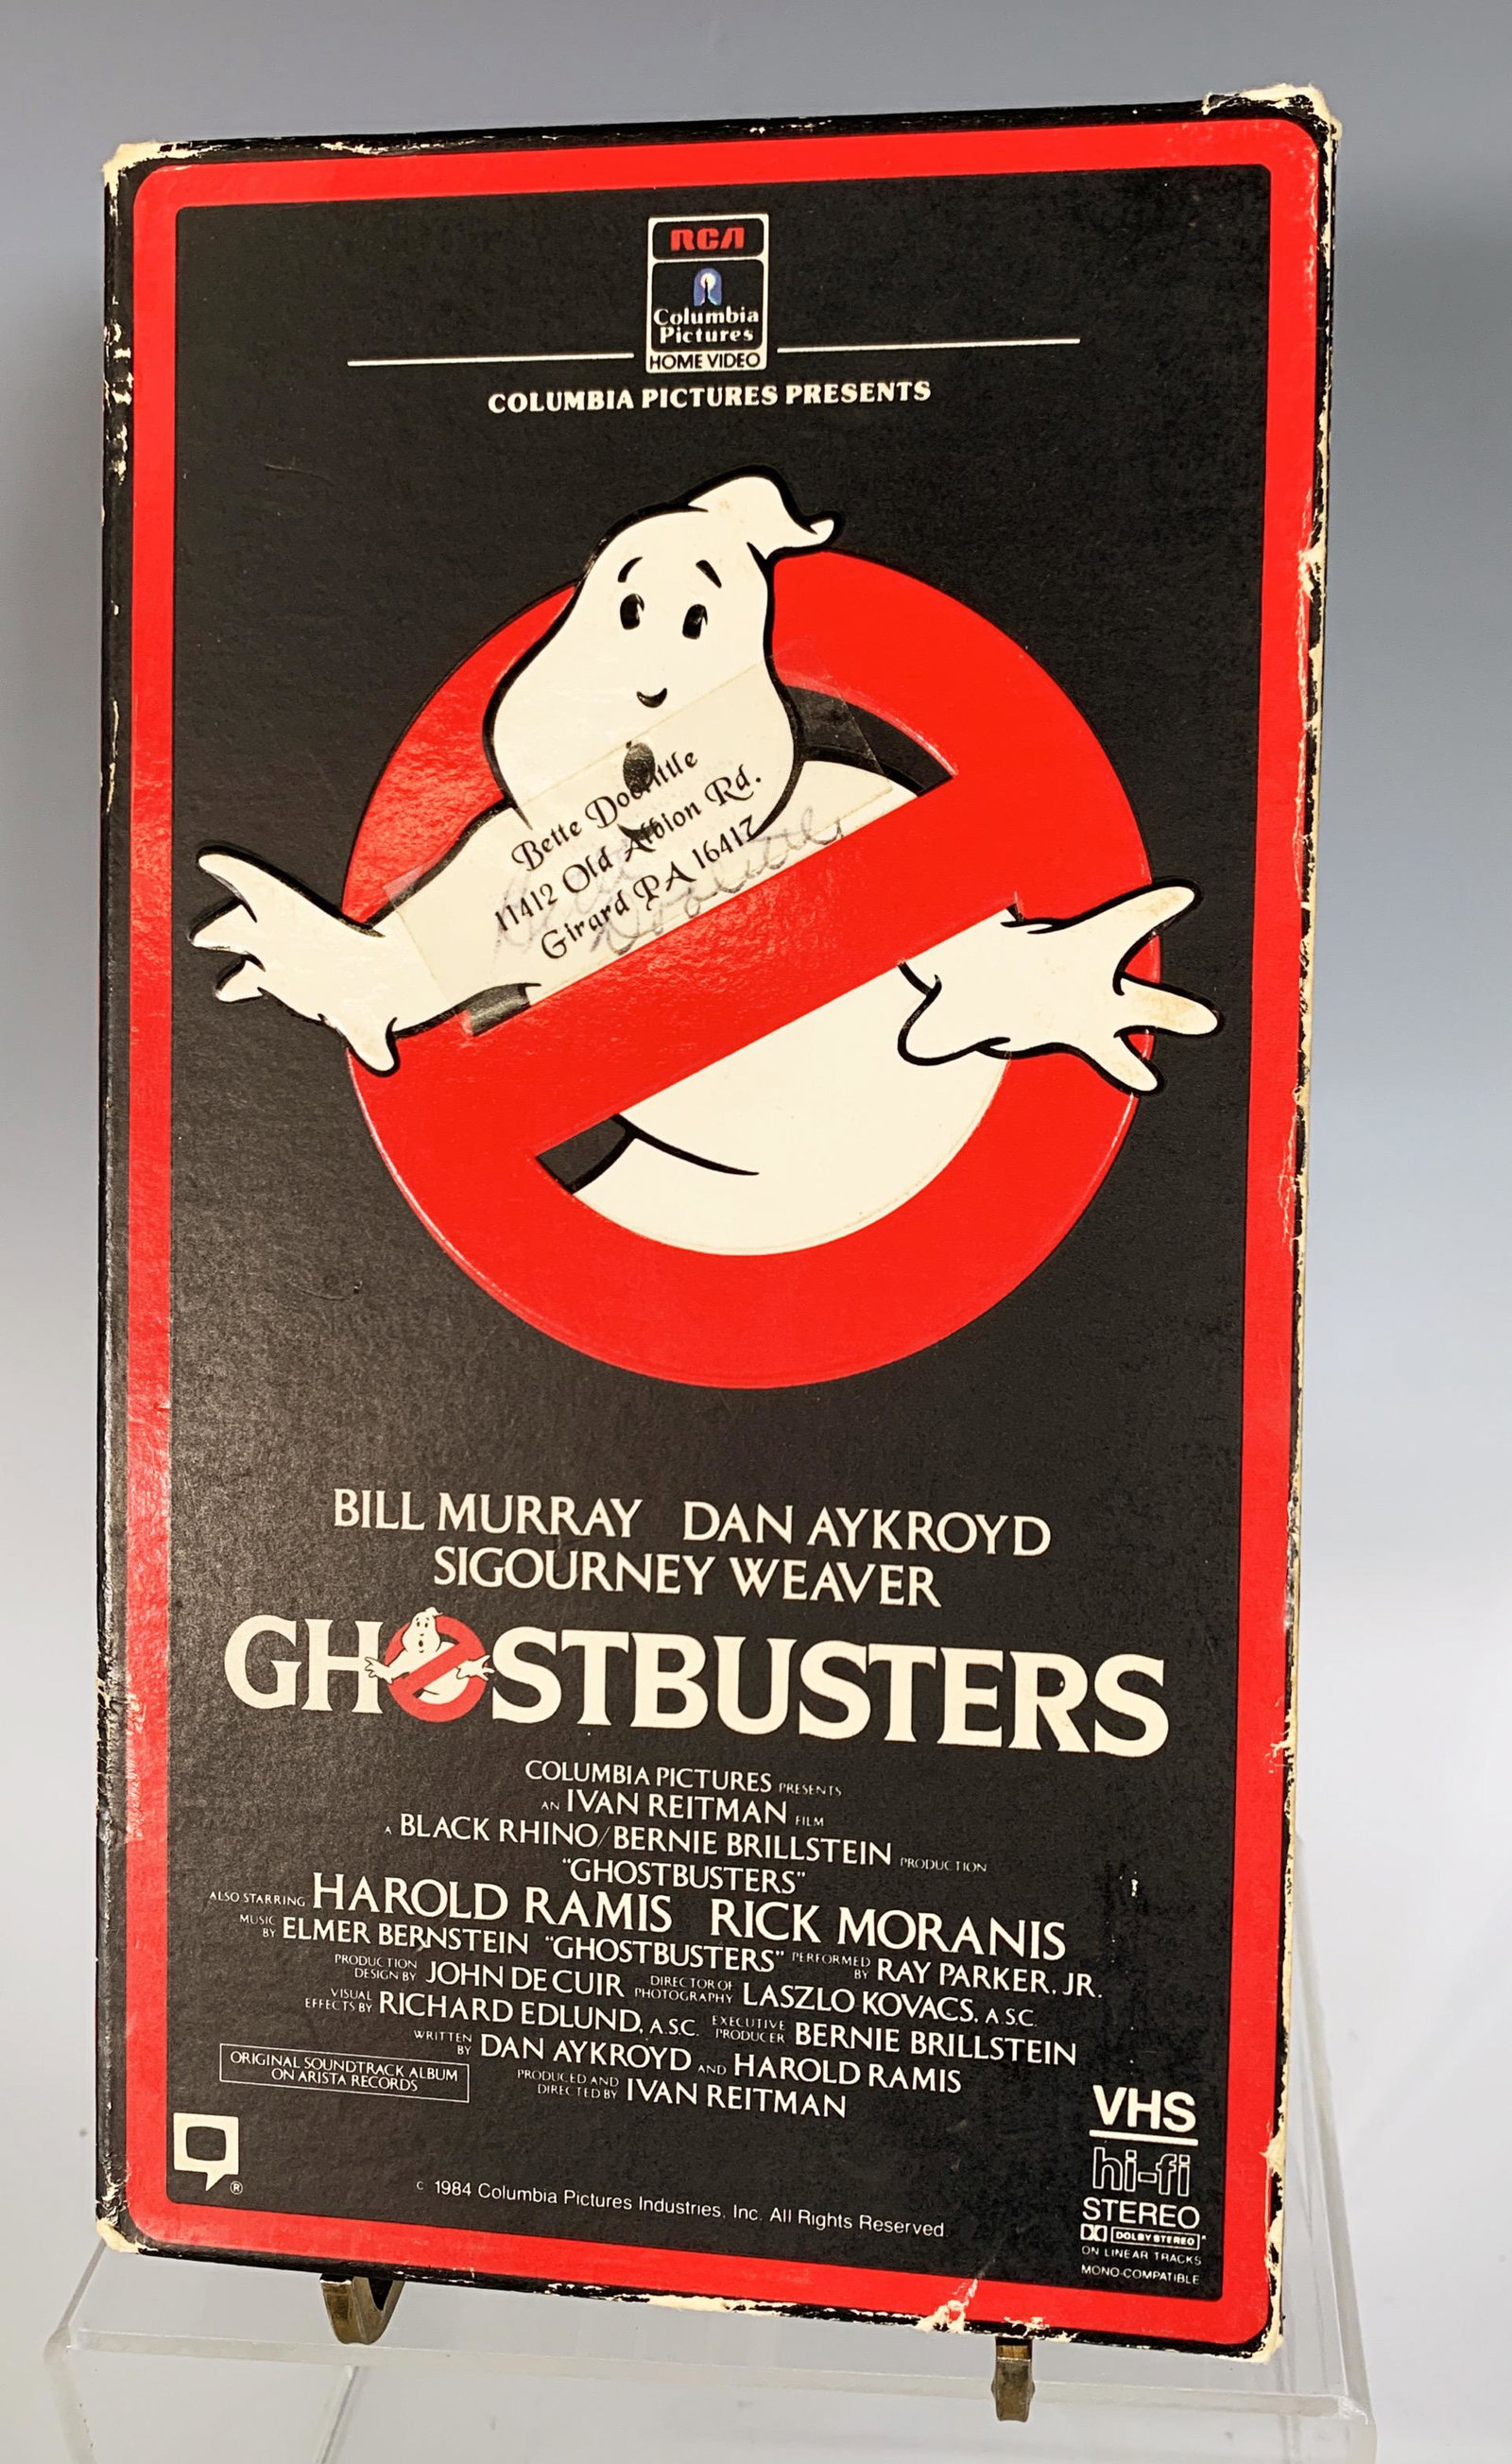 RCA
Columbia
Pictures
HOME VIDEO
COLUMBIA PICTURES PRESENTS
Bette Doolittle
11412 Old Albion Rd.
Girard PA 16417
Doolittle
BILL MURRAY DAN AYKROYD
SIGOURNEY WEAVER
GHOSTBUSTERS
COLUMBIA PICTURES PRESENTS
AN IVAN REITMAN FILM
A BLACK RHINO/BERNIE BRILLSTEIN PRODUCTION
"GHOSTBUSTERS"
ALSO STARRING HAROLD RAMIS RICK MORANIS
MUSIC BY ELMER BERNSTEIN "GHOSTBUSTERS" PERFORMED BY RAY PARKER, JR.
PRODUCTION DESIGN BY JOHN DE CUIR DIRECTOR OF PHOTOGRAPHY LASZLO KOVACS, A.S.C.
VISUAL EFFECTS BY RICHARD EDLUND, A.S.C. EXECUTIVE PRODUCER BERNIE BRILLSTEIN
WRITTEN BY DAN AYKROYD AND HAROLD RAMIS
PRODUCED AND DIRECTED BY IVAN REITMAN
ORIGINAL SOUNDTRACK ALBUM
ON ARISTA RECORDS
®
c 1984 Columbia Pictures Industries, Inc. All Rights Reserved.
VHS
hi-fi
STEREO
DOLBY STEREO
ON LINEAR TRACKS
MONO-COMPATIBLE